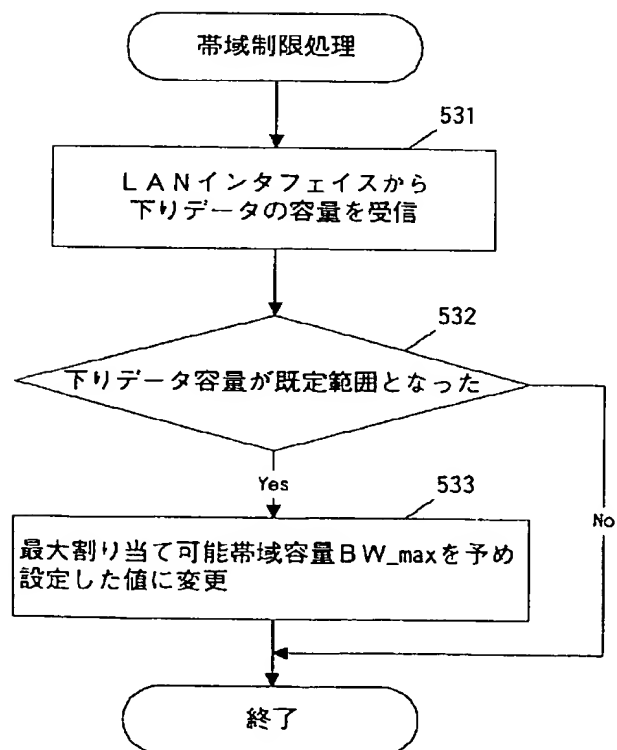 帯域制限処理
531
LANインタフェイスから
下りデータの容量を受信
532
下りデータ容量が既定範囲となった
Yes
No
533
最大割り当て可能帯域容量BW_maxを予め
設定した値に変更
終了